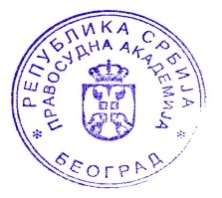 РЕПУБЛИКА СРБИЈА
ПРАВОСУДНА АКАДЕМИЈА
БЕОГРАД